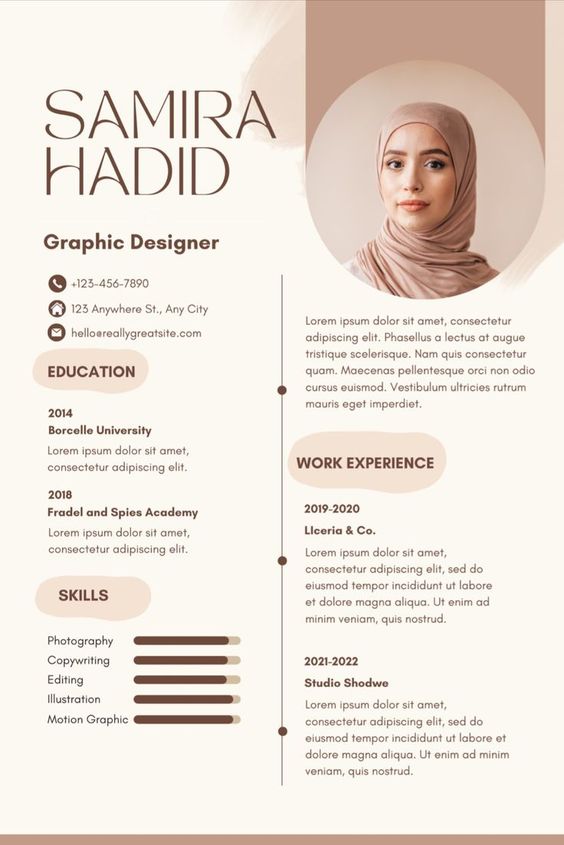 SAMIRA
HADID
Graphic Designer
+123-456-7890
123 Anywhere St., Any City
hello@reallygreatsite.com
EDUCATION
2014
Borcelle University
Lorem ipsum dolor sit amet,
consectetur adipiscing elit.
2018
Fradel and Spies Academy
Lorem ipsum dolor sit amet,
consectetur adipiscing elit.
SKILLS
Photography
Copywriting
Editing
Illustration
Motion Graphic
Lorem ipsum dolor sit amet, consectetur
adipiscing elit. Phasellus a lectus at augue
tristique scelerisque. Nam quis consectetur
quam. Maecenas pellentesque orci non odio
cursus euismod. Vestibulum ultricies rutrum
mauris eget imperdiet.
WORK EXPERIENCE
2019-2020
LIceria & Co.
Lorem ipsum dolor sit amet,
consectetur adipiscing elit, sed do
eiusmod tempor incididunt ut labore
et dolore magna aliqua. Ut enim ad
minim veniam, quis incidunt.
2021-2022
Studio Shodwe
Lorem ipsum dolor sit amet,
consectetur adipiscing elit, sed do
eiusmod tempor incididunt ut labore et dolore
magna aliqua. Ut enim ad minim
veniam, quis incidunt.